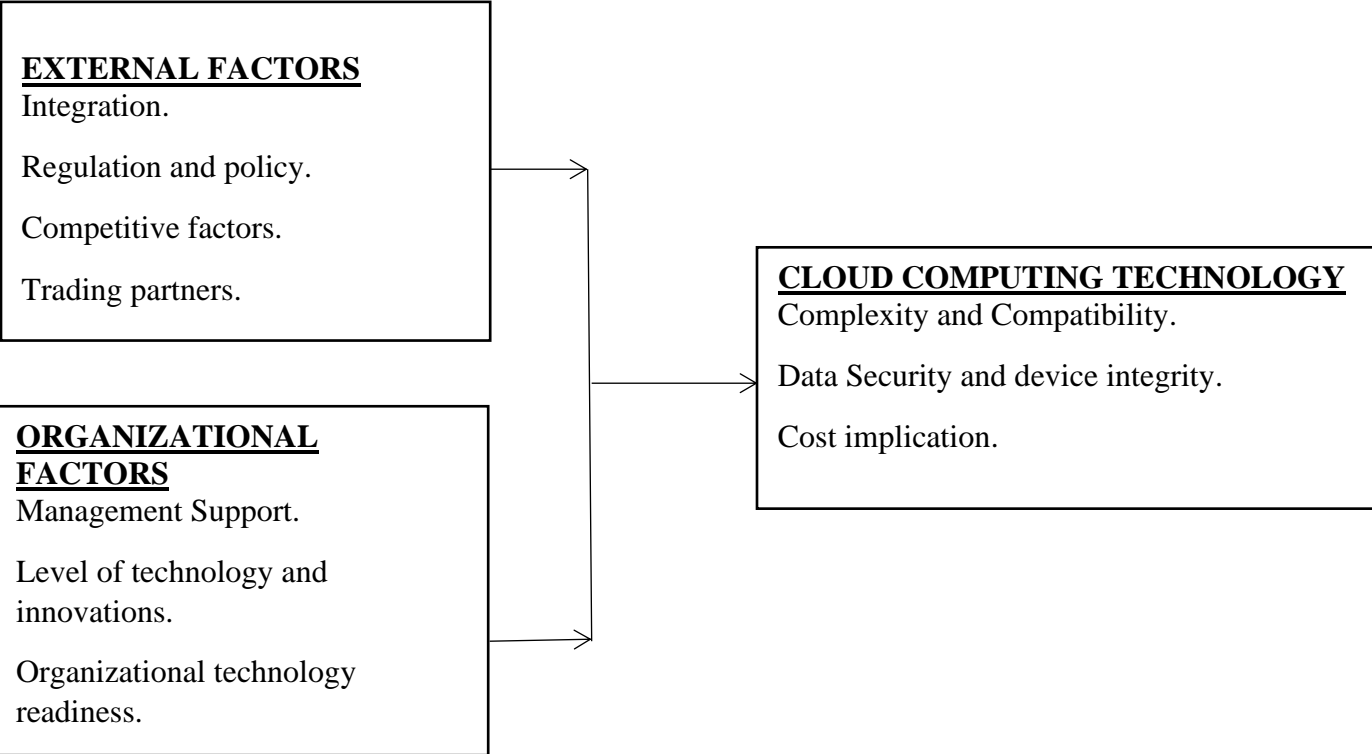 EXTERNAL FACTORS
Integration.
Regulation and policy.
Competitive factors.
Trading partners.
ORGANIZATIONAL
FACTORS
Management Support.
Level of technology and
innovations.
Organizational technology
readiness.
CLOUD COMPUTING TECHNOLOGY
Complexity and Compatibility.
Data Security and device integrity.
Cost implication.